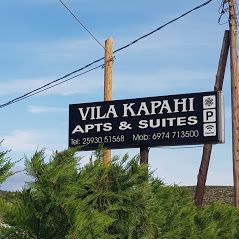 VILA KAPAHI
APTS & SUITES
Tel: 25930 51568 Mob: 6974 713500
P